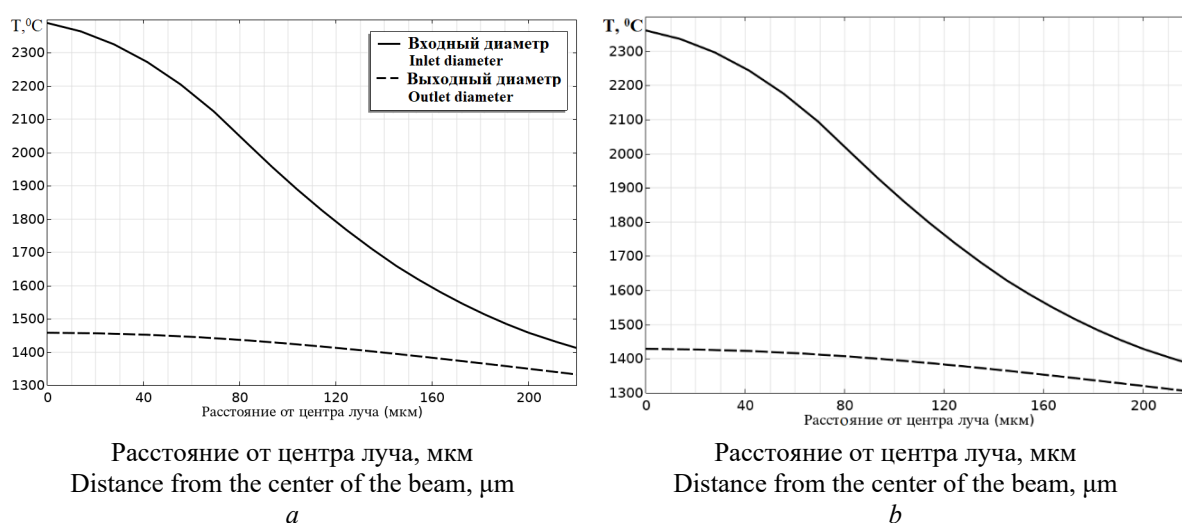 T, ⁰C
2300
2200
2100
2000
1900
1800
1700
1600
1500
1400
1300
0
40
80
120
160
200
Входный диаметр
Inlet diameter
Выходный диаметр
Outlet diameter
Расстояние от центра луча (мкм)
Расстояние от центра луча, мкм
Distance from the center of the beam, μm
a
T, ⁰C
2300
2200
2100
2000
1900
1800
1700
1600
1500
1400
1300
0
40
80
120
160
200
Расстояние от центра луча (мкм)
Расстояние от центра луча, мкм
Distance from the center of the beam, μm
b